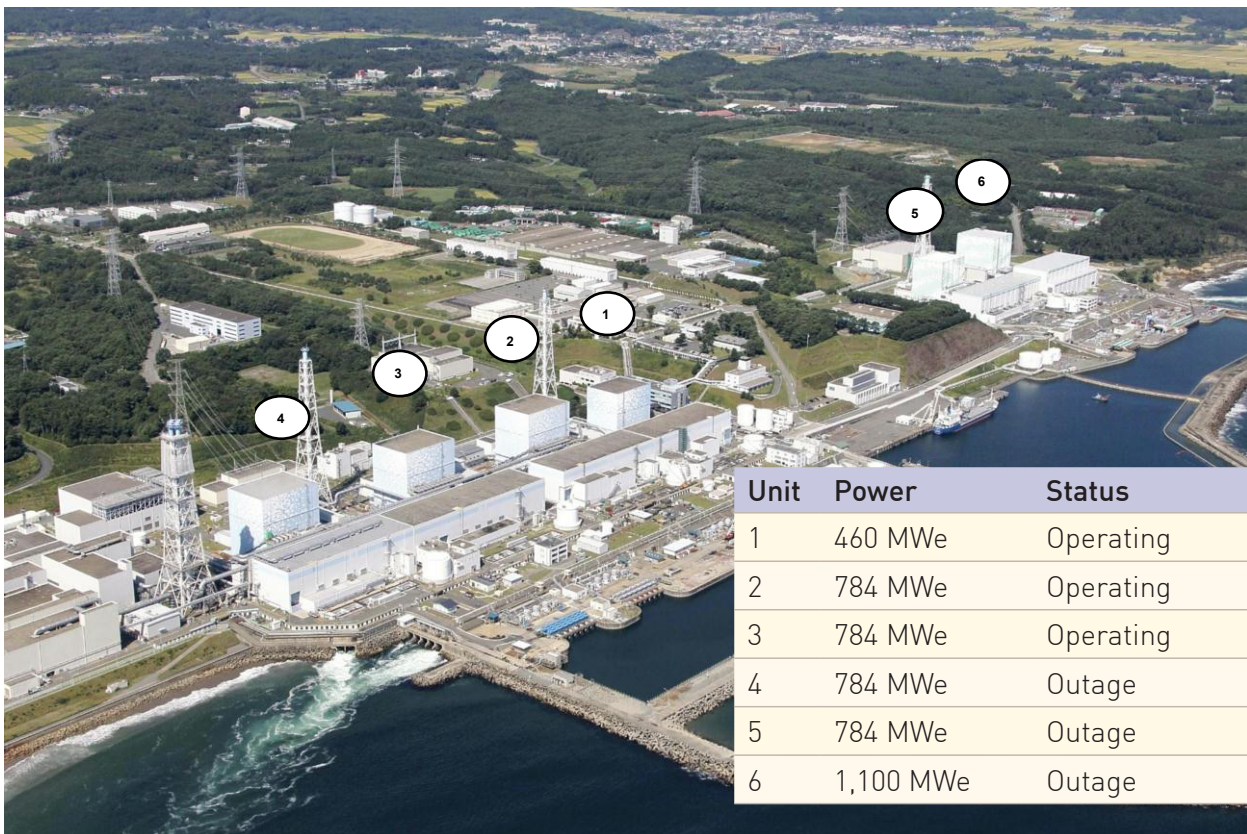 6
5
1
2
3
4
Unit Power Status
1 460 MWe Operating
2 784 MWe Operating
3 784 MWe Operating
4 784 MWe Outage
5 784 MWe Outage
6 1,100 MWe Outage